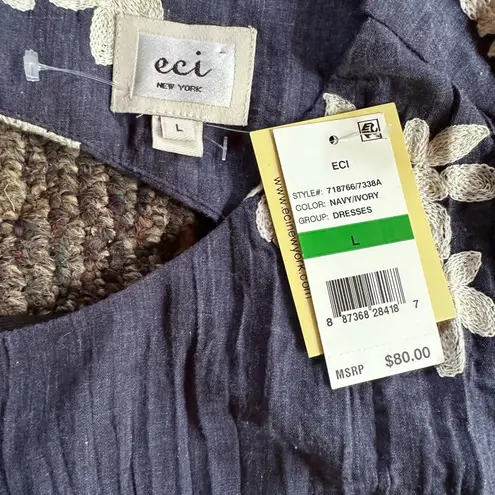 eci
NEW YORK
L
ECI
STYLE#: 718766/7338A
COLOR: NAVY/IVORY
GROUP: DRESSES
L
8 87368 28418 7
MSRP $80.00
www.ecinewyork.com